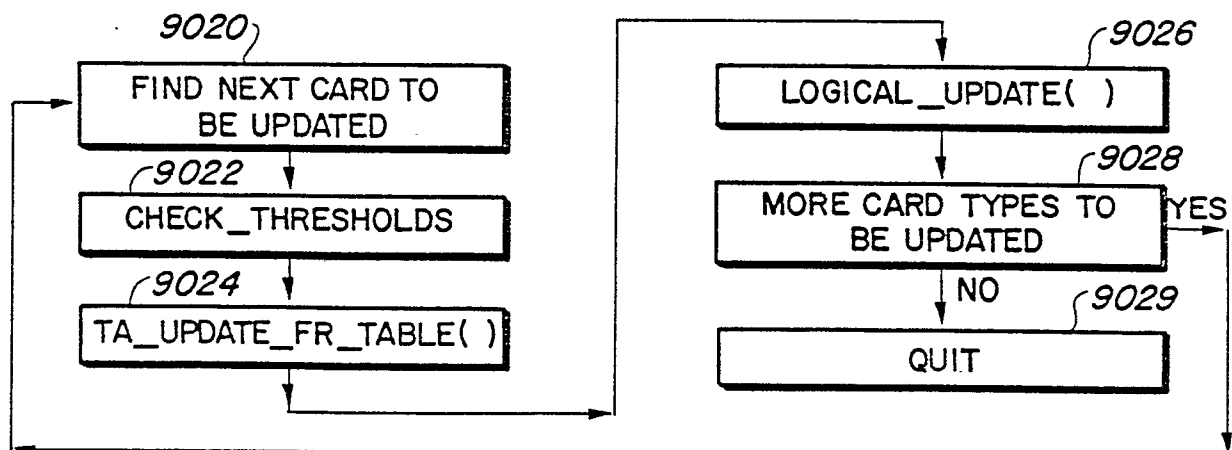 9020
FIND NEXT CARD TO
BE UPDATED
9022
CHECK_THRESHOLDS
9024
TA_UPDATE_FR_TABLE( )
9026
LOGICAL_UPDATE( )
9028
MORE CARD TYPES TO
BE UPDATED
YES
NO
9029
QUIT